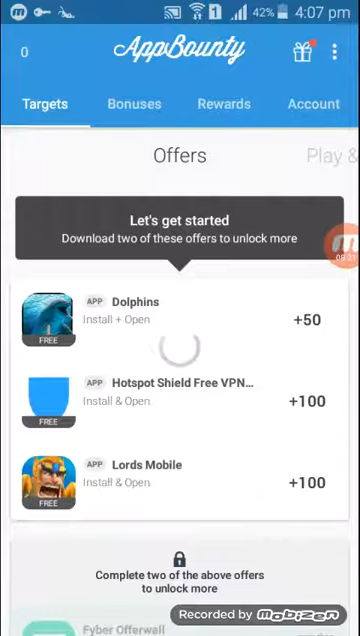 1 42% 4:07 pm
0 AppBounty
Targets Bonuses Rewards Account
Offers Play &
Let's get started
Download two of these offers to unlock more
08:21
APP Dolphins
Install + Open +50
FREE
APP Hotspot Shield Free VPN...
Install & Open +100
FREE
APP Lords Mobile
Install & Open +100
FREE
Complete two of the above offers
to unlock more
Recorded by mobizen
Fyber Offerwall